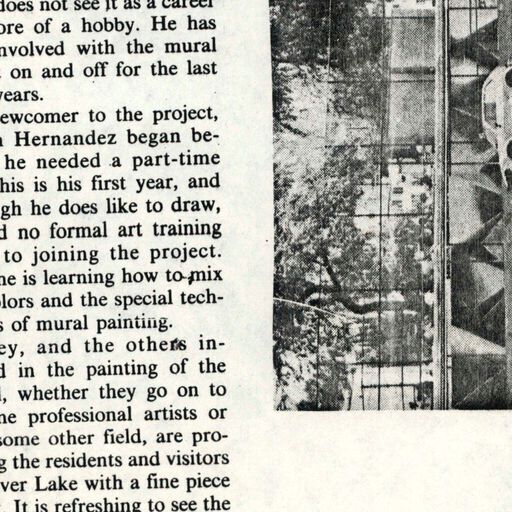 does not see it as a career
ore of a hobby. He has
nvolved with the mural
on and off for the last
years.
ewcomer to the project,
Hernandez began be-
he needed a part-time
his is his first year, and
gh he does like to draw,
d no formal art training
to joining the project.
he is learning how to mix
lors and the special tech-
s of mural painting.
ey, and the others in-
d in the painting of the
, whether they go on to
ne professional artists or
some other field, are pro-
g the residents and visitors
ver Lake with a fine piece
. It is refreshing to see the